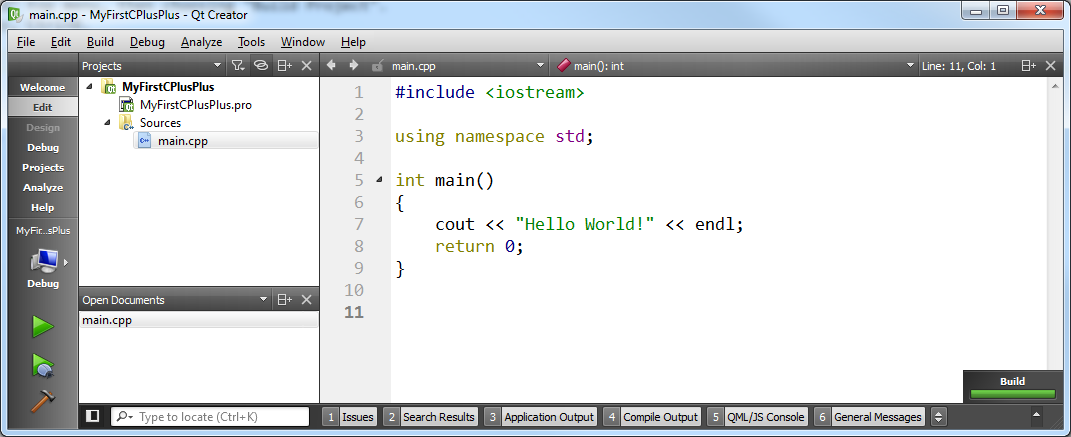 main.cpp - MyFirstCPlusPlus - Qt Creator
File Edit Build Debug Analyze Tools Window Help
Projects
main.cpp
main(): int
Line: 11, Col: 1
Welcome
Edit
Design
Debug
Projects
Analyze
Help
MyFir...sPlus
Debug
MyFirstCPlusPlus
MyFirstCPlusPlus.pro
Sources
main.cpp
Open Documents
main.cpp
1 #include <iostream>
2
3 using namespace std;
4
5 int main()
6 {
7 cout << "Hello World!" << endl;
8 return 0;
9 }
10
11
Build
Type to locate (Ctrl+K)
1 Issues 2 Search Results 3 Application Output 4 Compile Output 5 QML/JS Console 6 General Messages